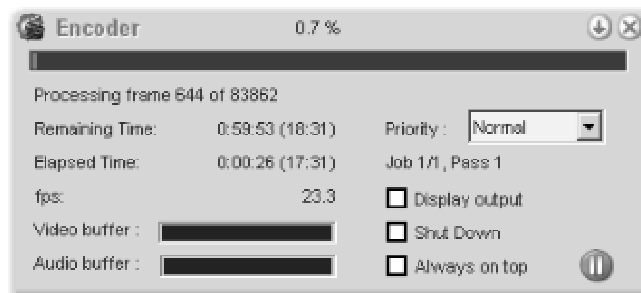 Encoder 0.7 %
Processing frame 644 of 83862
Remaining Time: 0:59:53 (18:31)
Priority : Normal
Elapsed Time: 0:00:26 (17:31)
Job 1/1, Pass 1
fps: 23.3
Display output
Video buffer :
Shut Down
Audio buffer :
Always on top